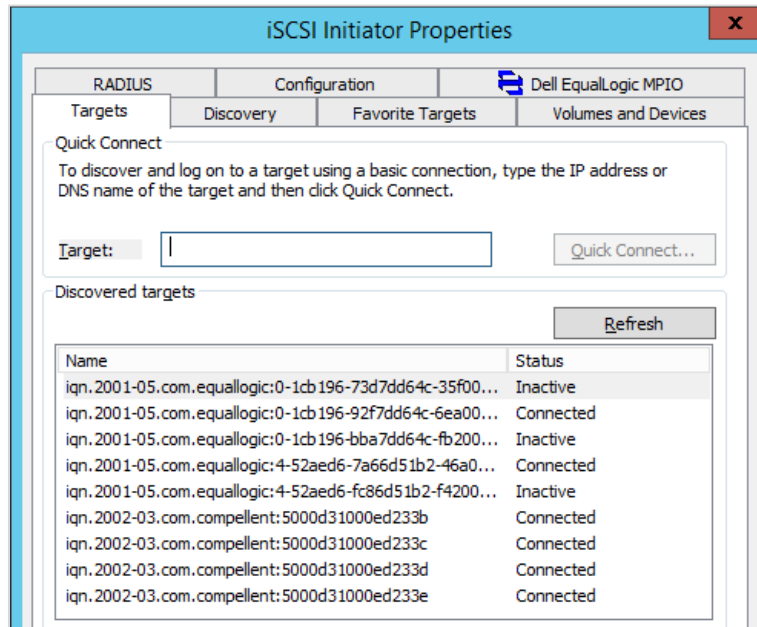 iSCSI Initiator Properties
x
RADIUS Configuration Dell EqualLogic MPIO
Targets Discovery Favorite Targets Volumes and Devices
Quick Connect
To discover and log on to a target using a basic connection, type the IP address or
DNS name of the target and then click Quick Connect.
Target: Quick Connect...
Discovered targets
Refresh
Name Status
iqn.2001-05.com.equallogic:0-1cb196-73d7dd64c-35f00... Inactive
iqn.2001-05.com.equallogic:0-1cb196-92f7dd64c-6ea00... Connected
iqn.2001-05.com.equallogic:0-1cb196-bba7dd64c-fb200... Inactive
iqn.2001-05.com.equallogic:4-52aed6-7a66d51b2-46a0... Connected
iqn.2001-05.com.equallogic:4-52aed6-fc86d51b2-f4200... Inactive
iqn.2002-03.com.compellent:5000d31000ed233b Connected
iqn.2002-03.com.compellent:5000d31000ed233c Connected
iqn.2002-03.com.compellent:5000d31000ed233d Connected
iqn.2002-03.com.compellent:5000d31000ed233e Connected